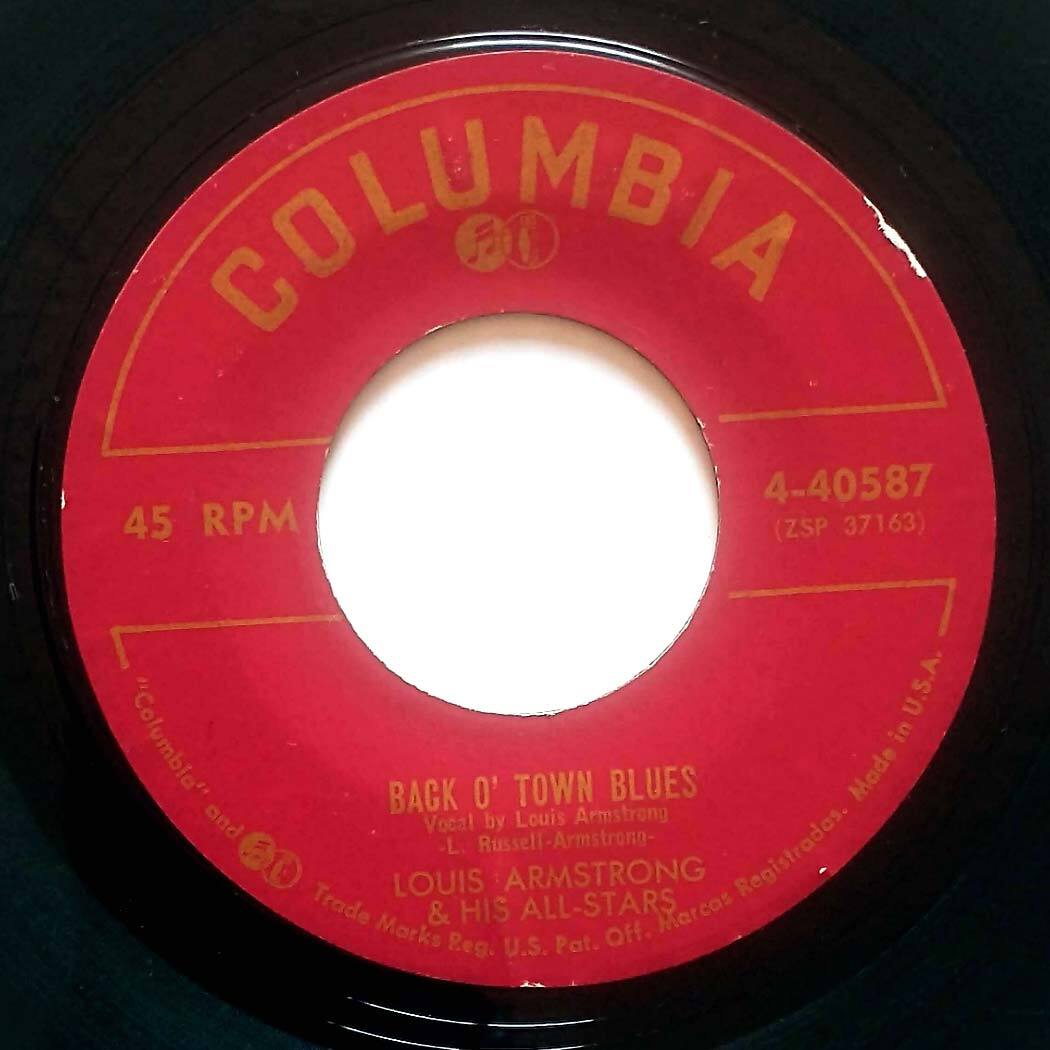 COLUMBIA
45 RPM
4-40587
(ZSP 37163)
BACK O' TOWN BLUES
Vocal by Louis Armstrong
-L. Russell-Armstrong-
LOUIS ARMSTRONG
& HIS ALL-STARS
"Columbia" and Trade Marks Reg. U.S. Pat. Off. Marcas Registradas. Made in U.S.A.